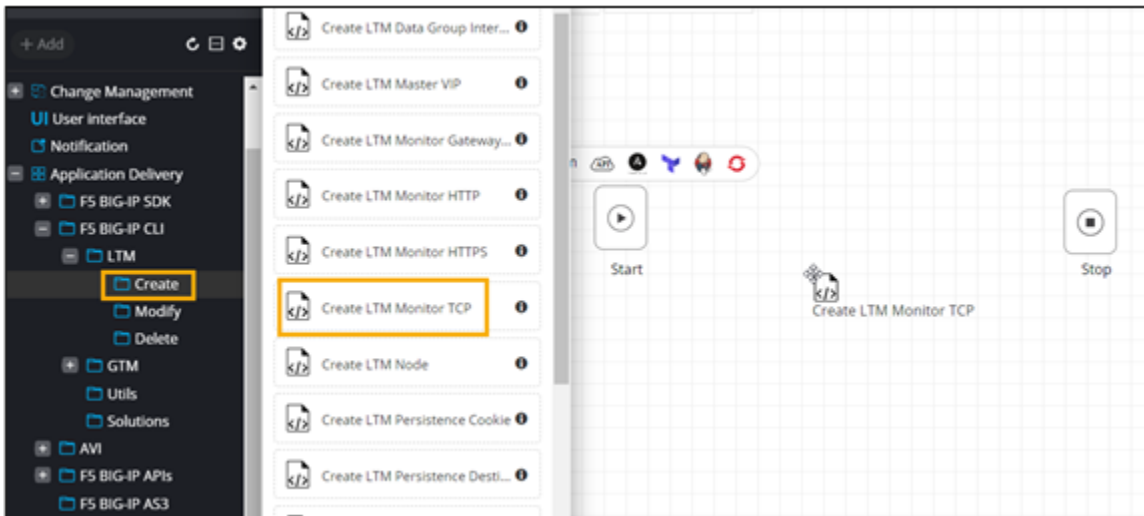 + Add
Change Management
UI User interface
Notification
Application Delivery
F5 BIG-IP SDK
F5 BIG-IP CLI
LTM
Create
Modify
Delete
GTM
Utils
Solutions
AVI
F5 BIG-IP APIs
F5 BIG-IP AS3
Create LTM Data Group Inter...
Create LTM Master VIP
Create LTM Monitor Gateway...
Create LTM Monitor HTTP
Create LTM Monitor HTTPS
Create LTM Monitor TCP
Create LTM Node
Create LTM Persistence Cookie
Create LTM Persistence Desti...
API
Start
Create LTM Monitor TCP
Stop